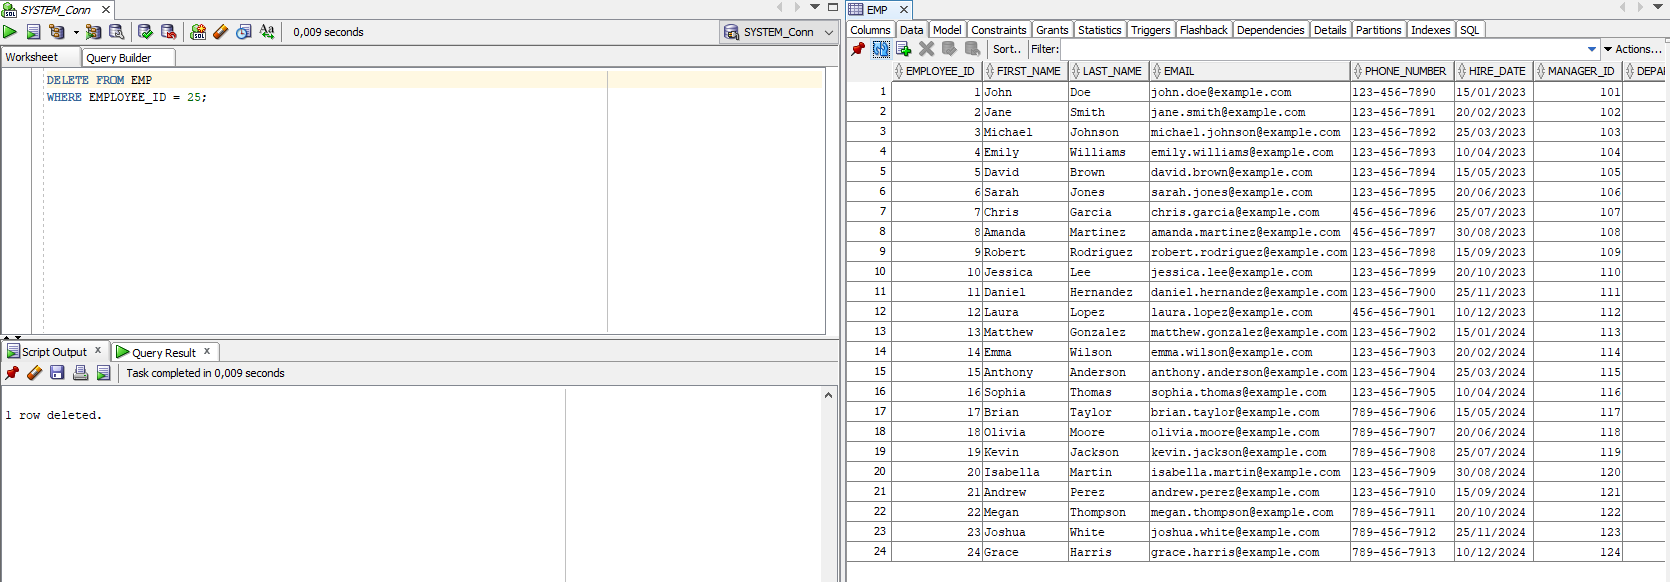 SYSTEM_Conn
0,009 seconds
SYSTEM_Conn
Worksheet Query Builder
DELETE FROM EMP
WHERE EMPLOYEE_ID = 25;
Script Output Query Result
Task completed in 0,009 seconds
1 row deleted.
EMP
Columns Data Model Constraints Grants Statistics Triggers Flashback Dependencies Details Partitions Indexes SQL
Sort.. Filter: Actions...
EMPLOYEE_ID FIRST_NAME LAST_NAME EMAIL PHONE_NUMBER HIRE_DATE MANAGER_ID DEPA
1 1 John Doe john.doe@example.com 123-456-7890 15/01/2023 101
2 2 Jane Smith jane.smith@example.com 123-456-7891 20/02/2023 102
3 3 Michael Johnson michael.johnson@example.com 123-456-7892 25/03/2023 103
4 4 Emily Williams emily.williams@example.com 123-456-7893 10/04/2023 104
5 5 David Brown david.brown@example.com 123-456-7894 15/05/2023 105
6 6 Sarah Jones sarah.jones@example.com 123-456-7895 20/06/2023 106
7 7 Chris Garcia chris.garcia@example.com 456-456-7896 25/07/2023 107
8 8 Amanda Martinez amanda.martinez@example.com 456-456-7897 30/08/2023 108
9 9 Robert Rodriguez robert.rodriguez@example.com 123-456-7898 15/09/2023 109
10 10 Jessica Lee jessica.lee@example.com 123-456-7899 20/10/2023 110
11 11 Daniel Hernandez daniel.hernandez@example.com 123-456-7900 25/11/2023 111
12 12 Laura Lopez laura.lopez@example.com 456-456-7901 10/12/2023 112
13 13 Matthew Gonzalez matthew.gonzalez@example.com 123-456-7902 15/01/2024 113
14 14 Emma Wilson emma.wilson@example.com 123-456-7903 20/02/2024 114
15 15 Anthony Anderson anthony.anderson@example.com 123-456-7904 25/03/2024 115
16 16 Sophia Thomas sophia.thomas@example.com 123-456-7905 10/04/2024 116
17 17 Brian Taylor brian.taylor@example.com 789-456-7906 15/05/2024 117
18 18 Olivia Moore olivia.moore@example.com 789-456-7907 20/06/2024 118
19 19 Kevin Jackson kevin.jackson@example.com 789-456-7908 25/07/2024 119
20 20 Isabella Martin isabella.martin@example.com 123-456-7909 30/08/2024 120
21 21 Andrew Perez andrew.perez@example.com 123-456-7910 15/09/2024 121
22 22 Megan Thompson megan.thompson@example.com 789-456-7911 20/10/2024 122
23 23 Joshua White joshua.white@example.com 789-456-7912 25/11/2024 123
24 24 Grace Harris grace.harris@example.com 789-456-7913 10/12/2024 124